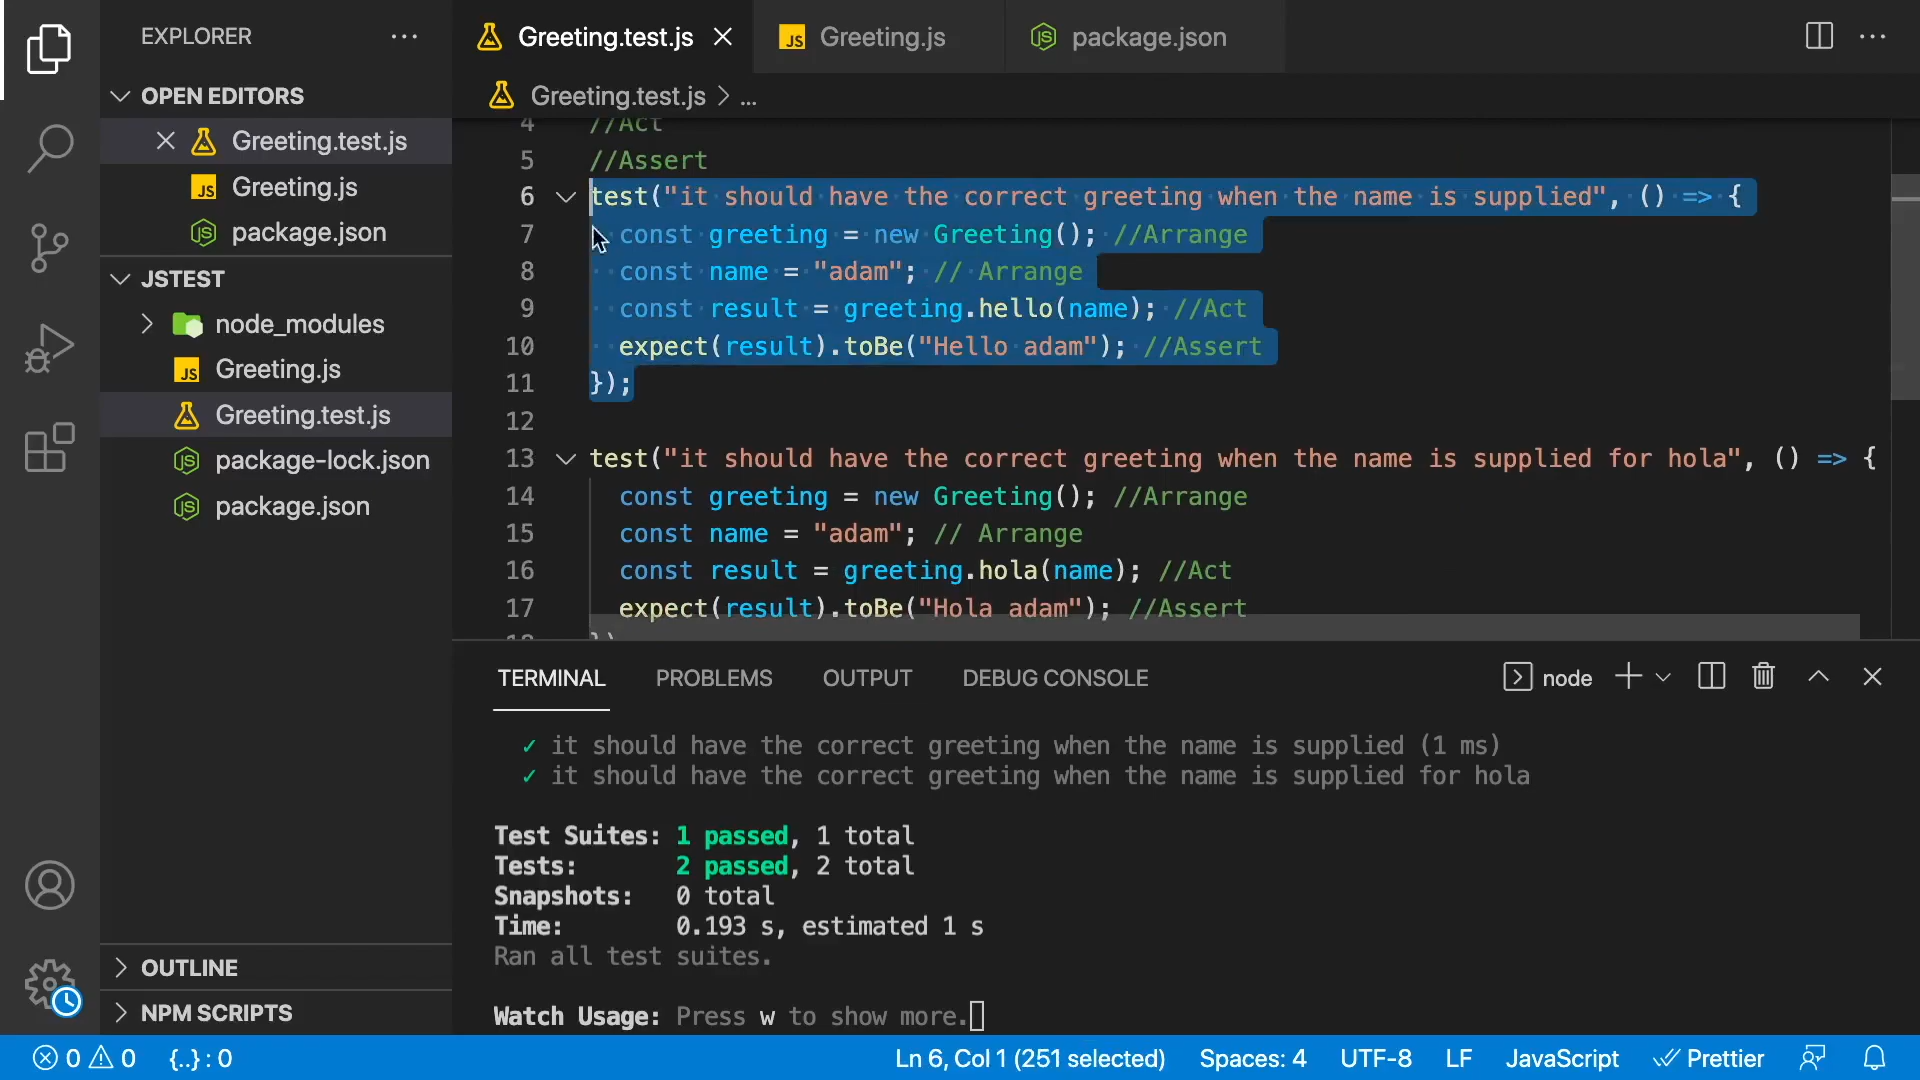 EXPLORER
OPEN EDITORS
Greeting.test.js
JS Greeting.js
package.json
JSTEST
node_modules
JS Greeting.js
Greeting.test.js
package-lock.json
package.json
OUTLINE
NPM SCRIPTS
Greeting.test.js
JS Greeting.js
package.json
Greeting.test.js > ...
4 //Act
5 //Assert
6 test("it should have the correct greeting when the name is supplied", () => {
7 const greeting = new Greeting(); //Arrange
8 const name = "adam"; // Arrange
9 const result = greeting.hello(name); //Act
10 expect(result).toBe("Hello adam"); //Assert
11 });
12
13 test("it should have the correct greeting when the name is supplied for hola", () => {
14 const greeting = new Greeting(); //Arrange
15 const name = "adam"; // Arrange
16 const result = greeting.hola(name); //Act
17 expect(result).toBe("Hola adam"); //Assert
TERMINAL PROBLEMS OUTPUT DEBUG CONSOLE node
✓ it should have the correct greeting when the name is supplied (1 ms)
✓ it should have the correct greeting when the name is supplied for hola
Test Suites: 1 passed, 1 total
Tests: 2 passed, 2 total
Snapshots: 0 total
Time: 0.193 s, estimated 1 s
Ran all test suites.
Watch Usage: Press w to show more.
0 0 {..} : 0 Ln 6, Col 1 (251 selected) Spaces: 4 UTF-8 LF JavaScript Prettier